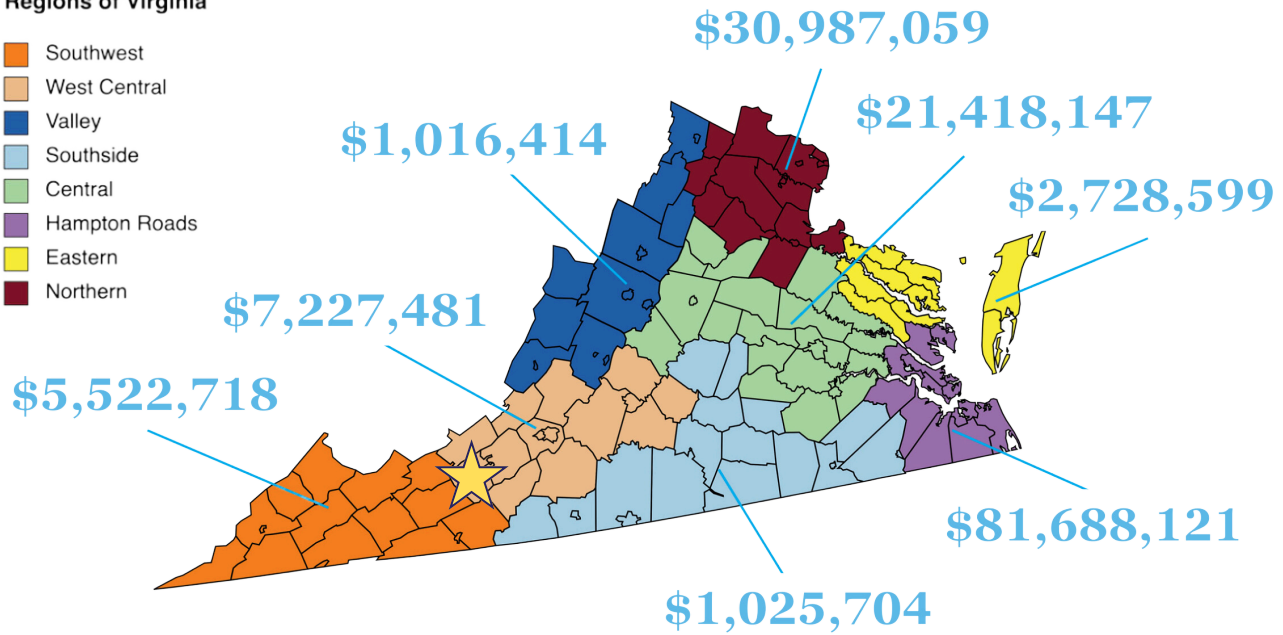 Regions of Virginia
Southwest
West Central
Valley
Southside
Central
Hampton Roads
Eastern
Northern
$30,987,059
$21,418,147
$1,016,414
$2,728,599
$7,227,481
$5,522,718
$81,688,121
$1,025,704